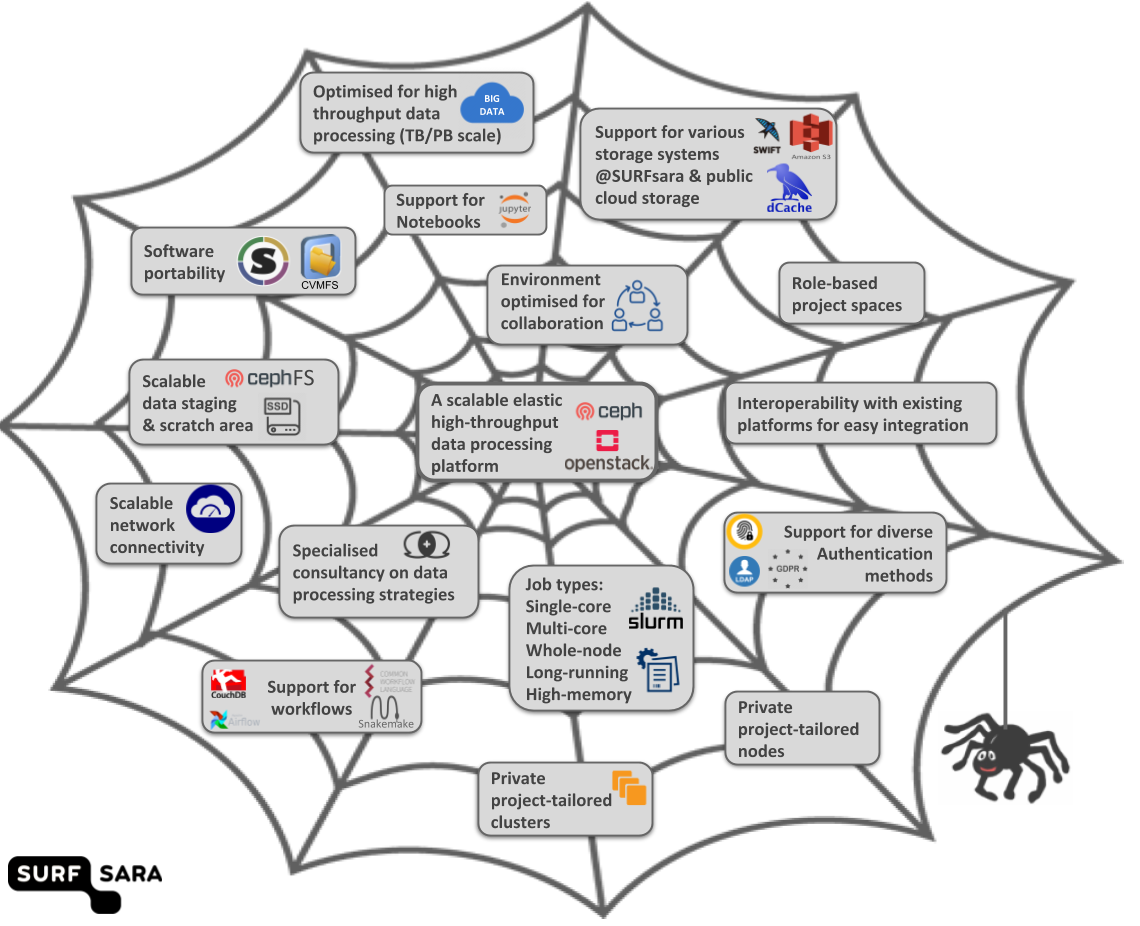 Optimised for high
throughput data
processing (TB/PB scale)
BIG
DATA
Support for various
storage systems
@SURFsara & public
cloud storage
SWIFT
Amazon S3
dCache
Support for
Notebooks
jupyter
Software
portability
S
CVMFS
Environment
optimised for
collaboration
Role-based
project spaces
Scalable
data staging
& scratch area
cephFS
SSD
A scalable elastic
high-throughput
data processing
platform
ceph
openstack.
Interoperability with existing
platforms for easy integration
Scalable
network
connectivity
Specialised
consultancy on data
processing strategies
Job types:
Single-core
Multi-core
Whole-node
Long-running
High-memory
slurm
Support for diverse
Authentication
methods
LDAP
GDPR
CouchDB
Airflow
Support for
workflows
COMMON
WORKFLOW
LANGUAGE
Snakemake
Private
project-tailored
nodes
Private
project-tailored
clusters
SURF SARA